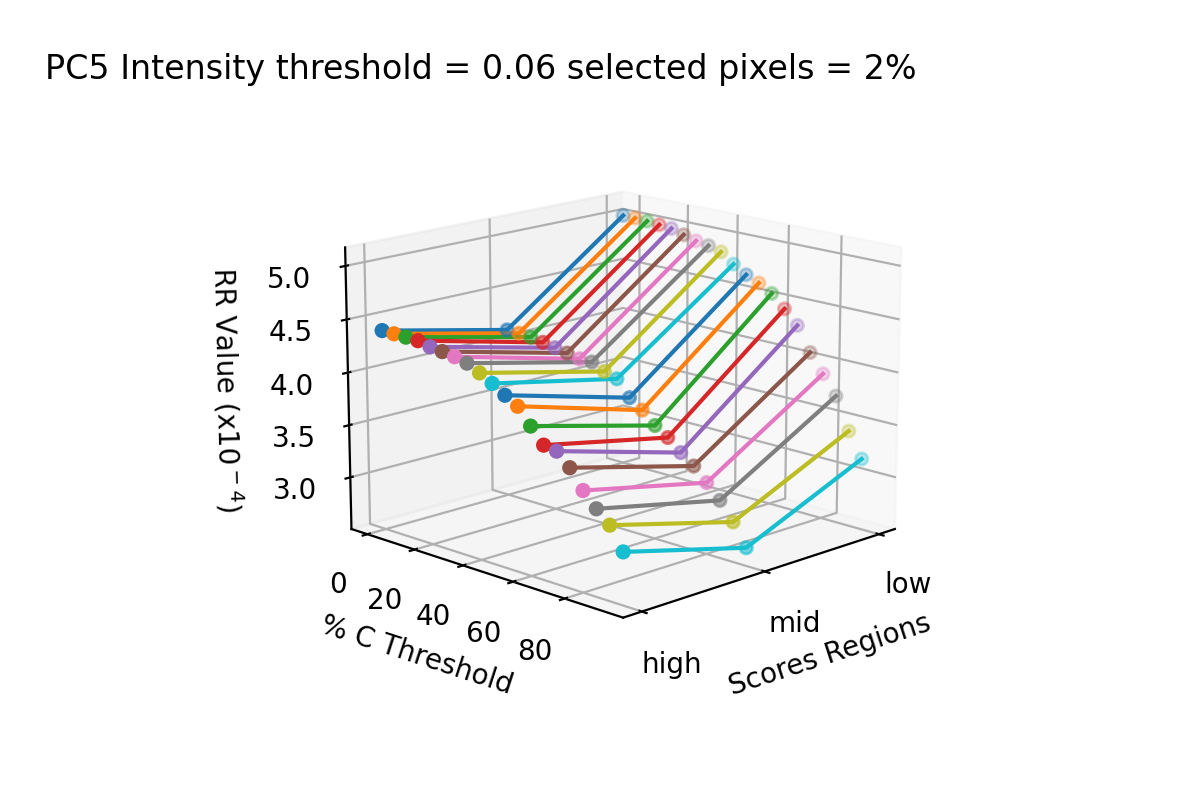 PC5 Intensity threshold = 0.06 selected pixels = 2%
5.0
4.5
4.0
3.5
3.0
RR Value (x10⁻⁴)
0
20
40
60
80
% C Threshold
high
mid
low
Scores Regions